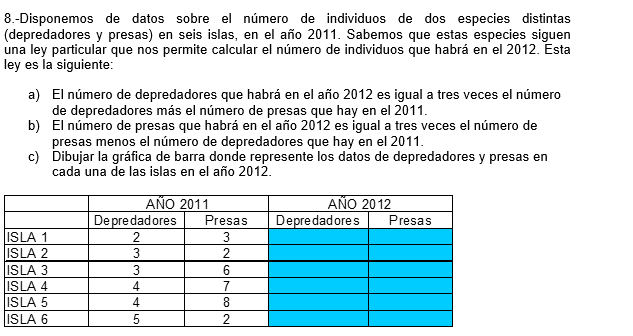 8.-Disponemos de datos sobre el número de individuos de dos especies distintas
(depredadores y presas) en seis islas, en el año 2011. Sabemos que estas especies siguen
una ley particular que nos permite calcular el número de individuos que habrá en el 2012. Esta
ley es la siguiente:
a) El número de depredadores que habrá en el año 2012 es igual a tres veces el número
de depredadores más el número de presas que hay en el 2011.
b) El número de presas que habrá en el año 2012 es igual a tres veces el número de
presas menos el número de depredadores que hay en el 2011.
c) Dibujar la gráfica de barra donde represente los datos de depredadores y presas en
cada una de las islas en el año 2012.
AÑO 2011 AÑO 2012
Depredadores Presas Depredadores Presas
ISLA 1 2 3
ISLA 2 3 2
ISLA 3 3 6
ISLA 4 4 7
ISLA 5 4 8
ISLA 6 5 2